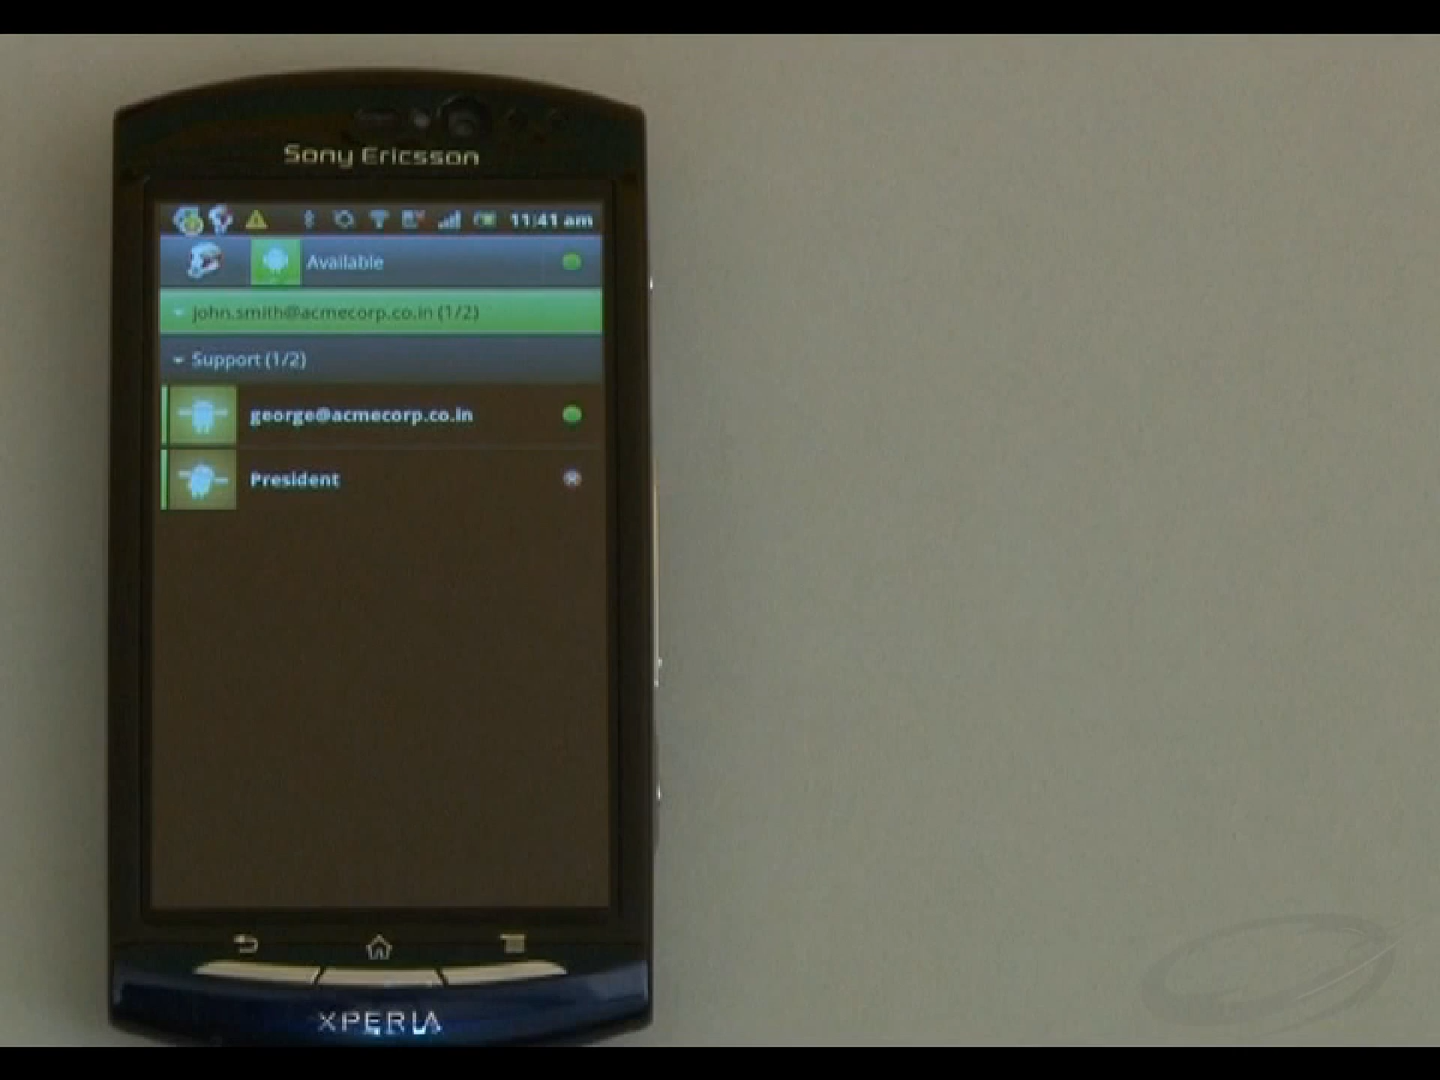 Sony Ericsson
11:41 am
Available
john.smith@acmecorp.co.in (1/2)
Support (1/2)
george@acmecorp.co.in
President
XPERIA